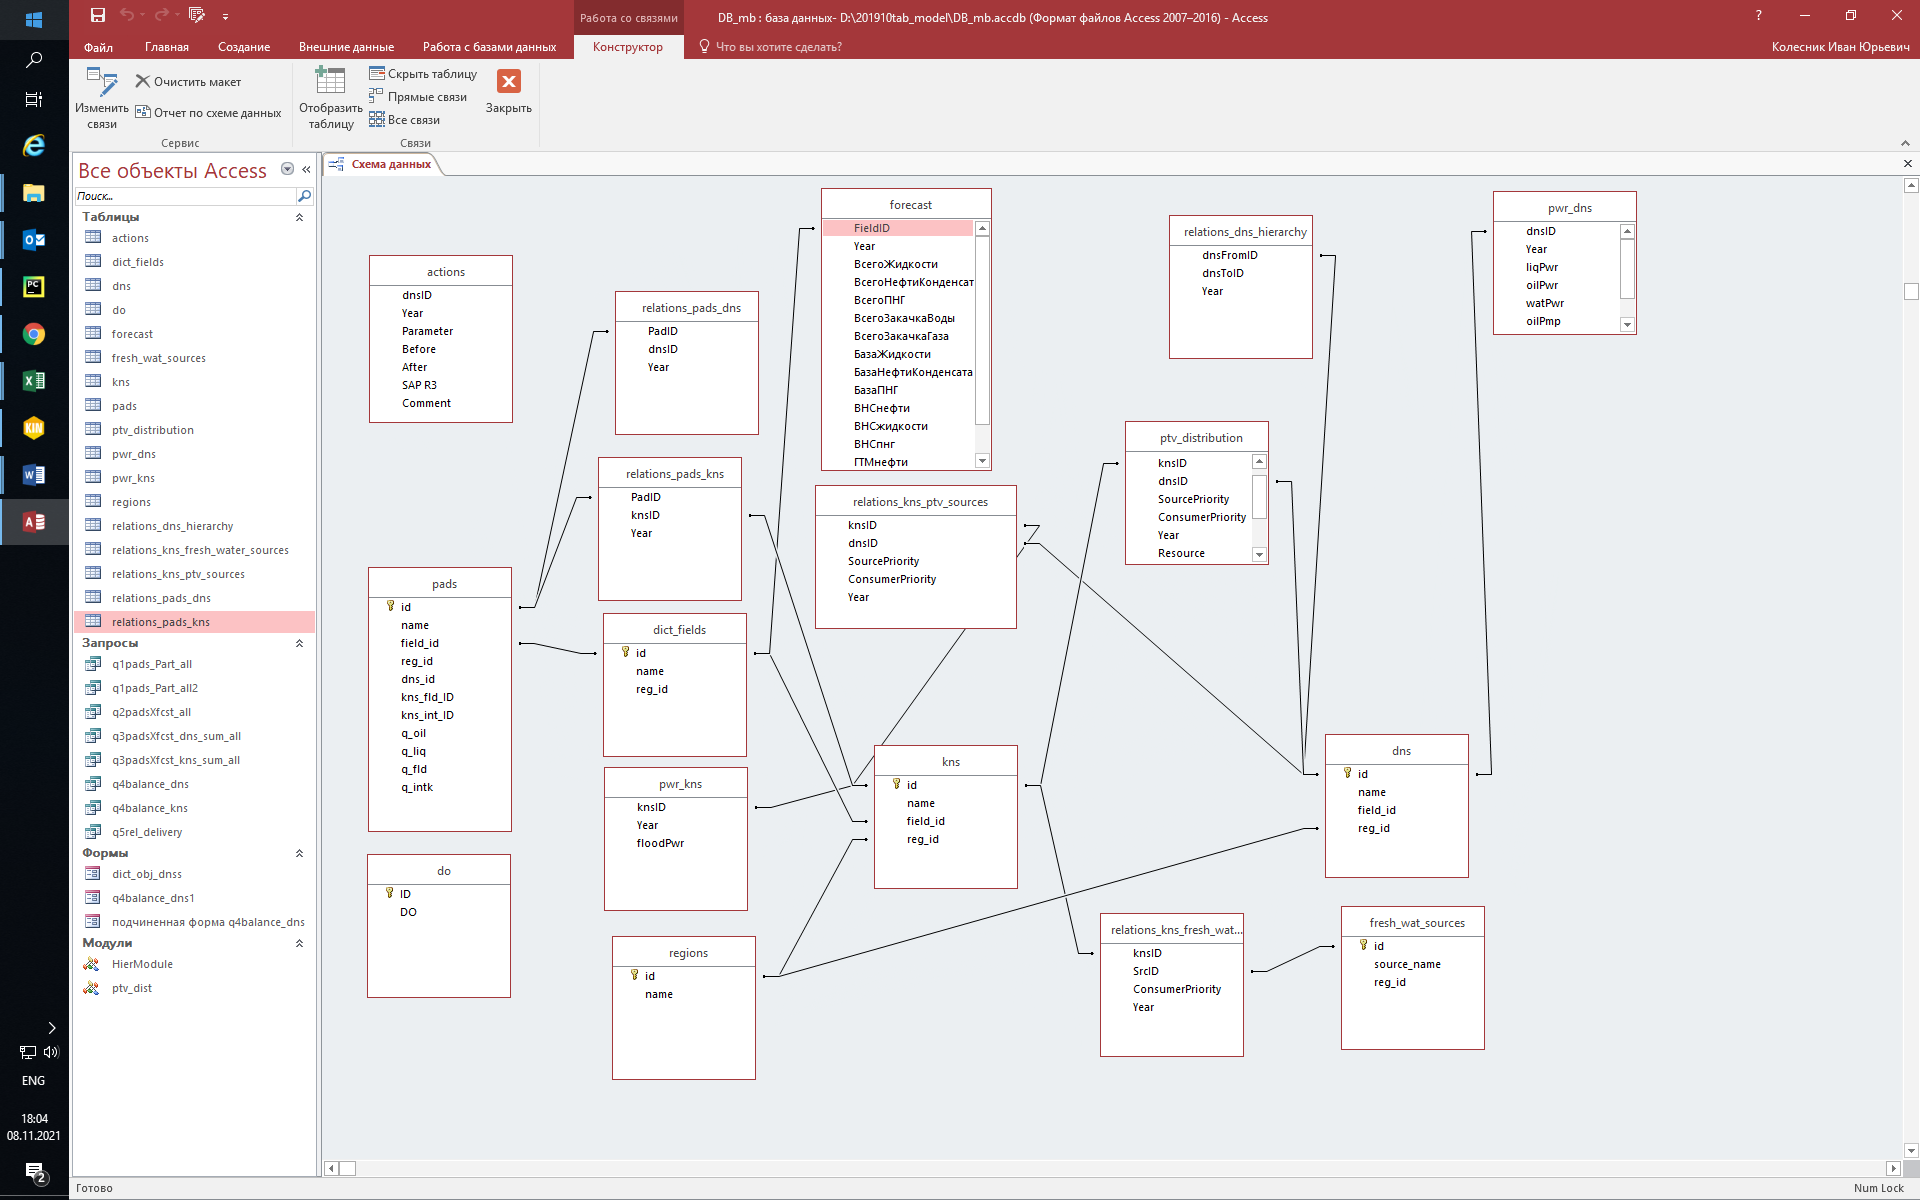 Работа со связями
DB_mb : база данных- D:\201910tab_model\DB_mb.accdb (Формат файлов Access 2007–2016) - Access
?
Файл
Главная
Создание
Внешние данные
Работа с базами данных
Конструктор
Что вы хотите сделать?
Колесник Иван Юрьевич
Изменить связи
Очистить макет
Отчет по схеме данных
Сервис
Отобразить таблицу
Скрыть таблицу
Прямые связи
Все связи
Связи
Закрыть
Все объекты Access
Поиск...
Таблицы
actions
dict_fields
dns
do
forecast
fresh_wat_sources
kns
pads
ptv_distribution
pwr_dns
pwr_kns
regions
relations_dns_hierarchy
relations_kns_fresh_water_sources
relations_kns_ptv_sources
relations_pads_dns
relations_pads_kns
Запросы
q1pads_Part_all
q1pads_Part_all2
q2padsXfcst_all
q3padsXfcst_dns_sum_all
q3padsXfcst_kns_sum_all
q4balance_dns
q4balance_kns
q5rel_delivery
Формы
dict_obj_dnss
q4balance_dns1
подчиненная форма q4balance_dns
Модули
HierModule
ptv_dist
Схема данных
actions
dnsID
Year
Parameter
Before
After
SAP R3
Comment
relations_pads_dns
PadID
dnsID
Year
forecast
FieldID
Year
ВсегоЖидкости
ВсегоНефтиКонденсат
ВсегоПНГ
ВсегоЗакачкаВоды
ВсегоЗакачкаГаза
БазаЖидкости
БазаНефтиКонденсата
БазаПНГ
ВНСнефти
ВНСжидкости
ВНСпнг
ГТМнефти
relations_dns_hierarchy
dnsFromID
dnsToID
Year
pwr_dns
dnsID
Year
liqPwr
oilPwr
watPwr
oilPmp
relations_pads_kns
PadID
knsID
Year
relations_kns_ptv_sources
knsID
dnsID
SourcePriority
ConsumerPriority
Year
ptv_distribution
knsID
dnsID
SourcePriority
ConsumerPriority
Year
Resource
pads
id
name
field_id
reg_id
dns_id
kns_fld_ID
kns_int_ID
q_oil
q_liq
q_fld
q_intk
dict_fields
id
name
reg_id
pwr_kns
knsID
Year
floodPwr
kns
id
name
field_id
reg_id
dns
id
name
field_id
reg_id
do
ID
DO
regions
id
name
relations_kns_fresh_wat...
knsID
SrcID
ConsumerPriority
Year
fresh_wat_sources
id
source_name
reg_id
PC
KIN
ENG
18:04
08.11.2021
2
Готово
Num Lock